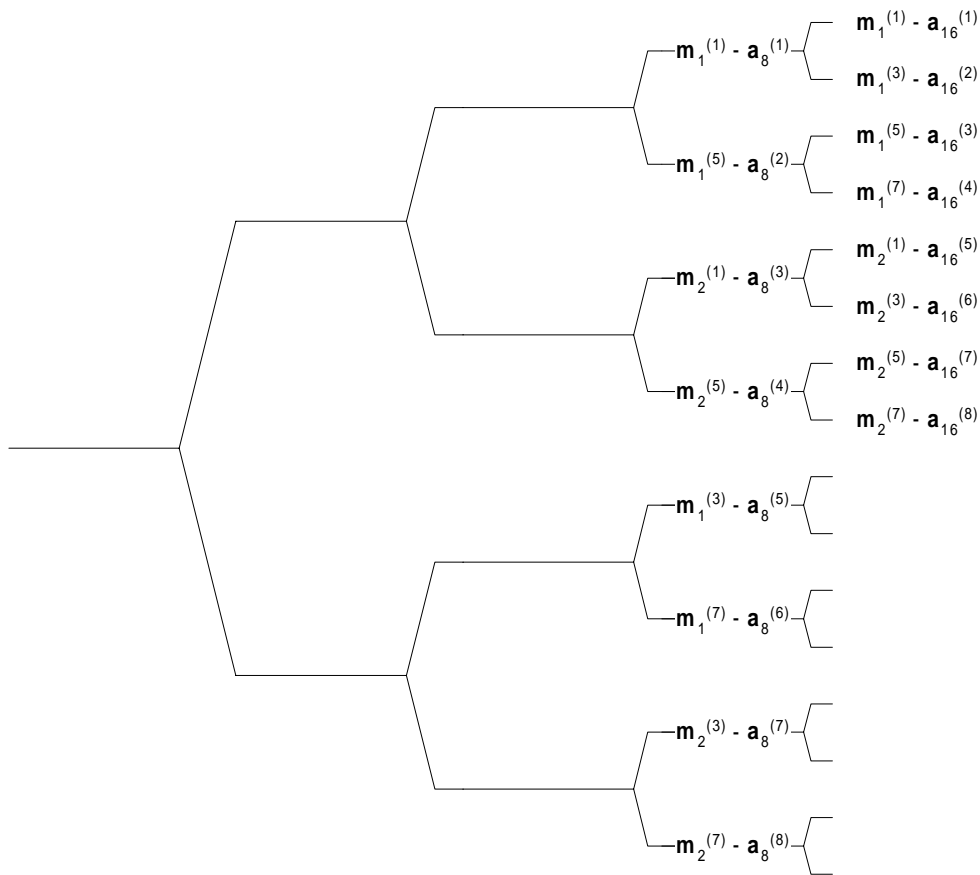 m₁⁽¹⁾ - a₁₆⁽¹⁾
m₁⁽¹⁾ - a₈⁽¹⁾
m₁⁽³⁾ - a₁₆⁽²⁾
m₁⁽⁵⁾ - a₁₆⁽³⁾
m₁⁽⁵⁾ - a₈⁽²⁾
m₁⁽⁷⁾ - a₁₆⁽⁴⁾
m₂⁽¹⁾ - a₁₆⁽⁵⁾
m₂⁽¹⁾ - a₈⁽³⁾
m₂⁽³⁾ - a₁₆⁽⁶⁾
m₂⁽⁵⁾ - a₁₆⁽⁷⁾
m₂⁽⁵⁾ - a₈⁽⁴⁾
m₂⁽⁷⁾ - a₁₆⁽⁸⁾
m₁⁽³⁾ - a₈⁽⁵⁾
m₁⁽⁷⁾ - a₈⁽⁶⁾
m₂⁽³⁾ - a₈⁽⁷⁾
m₂⁽⁷⁾ - a₈⁽⁸⁾